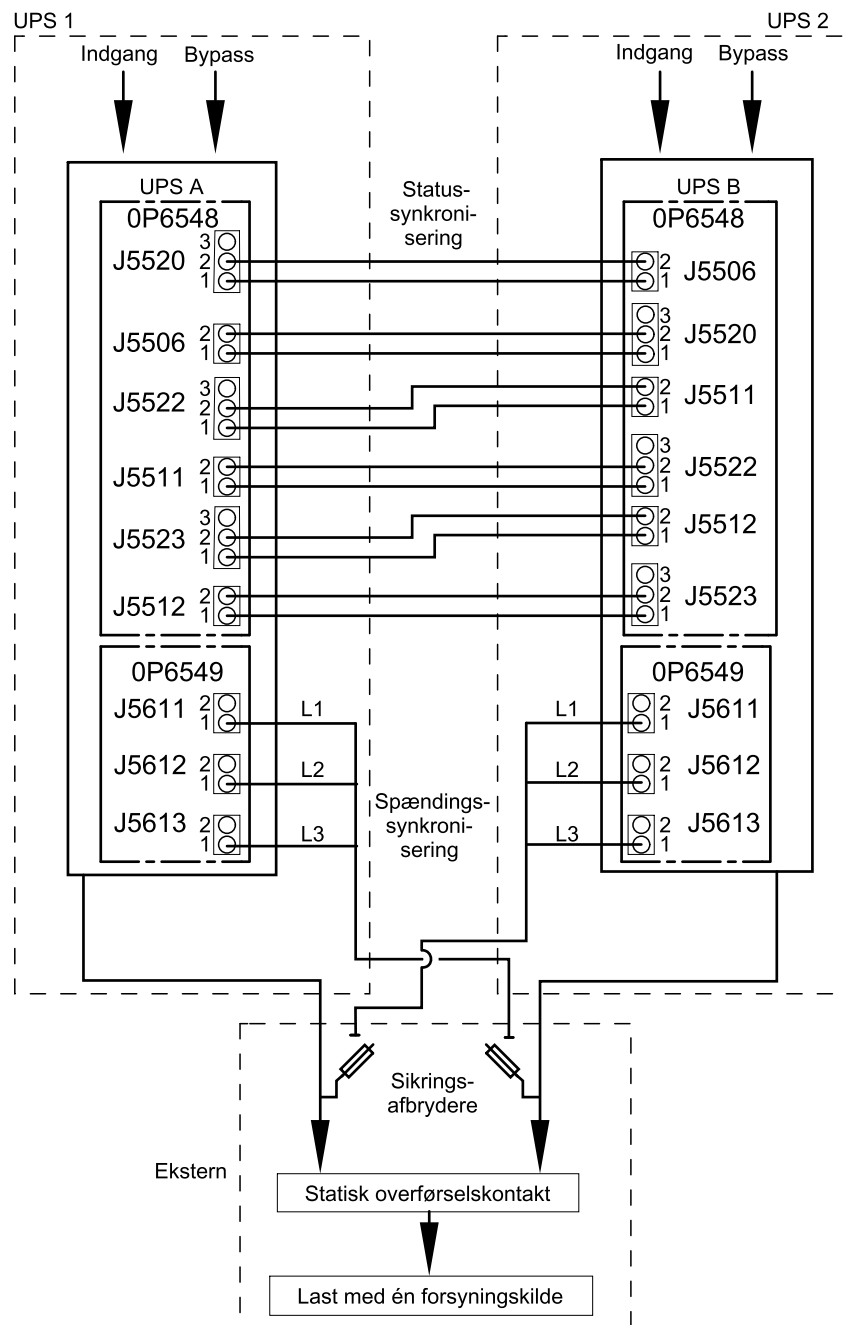 UPS 1
UPS 2
Indgang Bypass
Indgang Bypass
UPS A
0P6548
Status-
synkroni-
sering
UPS B
0P6548
J5520
3
2
1
2
1
J5506
J5506
2
1
3
2
1
J5520
J5522
3
2
1
2
1
J5511
J5511
2
1
3
2
1
J5522
J5523
3
2
1
2
1
J5512
J5512
2
1
3
2
1
J5523
0P6549
0P6549
J5611
2
1
L1
L1
2
1
J5611
J5612
2
1
L2
L2
2
1
J5612
J5613
2
1
L3
Spændings-
synkroni-
sering
L3
2
1
J5613
Sikrings-
afbrydere
Ekstern
Statisk overførselskontakt
Last med én forsyningskilde